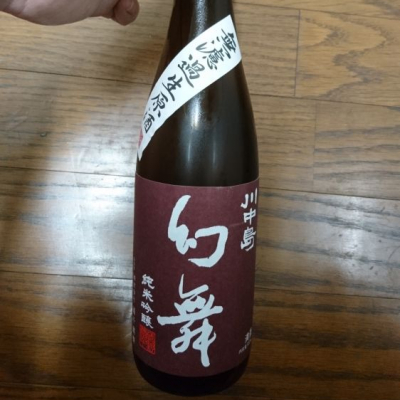 無濾過生原酒
川中島
幻舞
純米吟醸